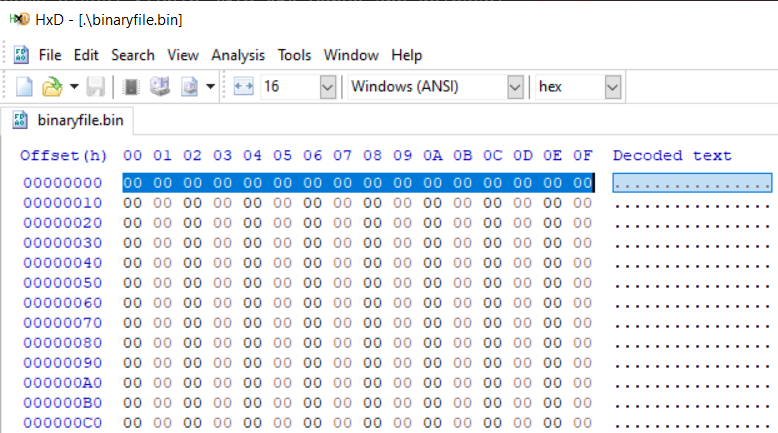 HxD - [.\binaryfile.bin]
File Edit Search View Analysis Tools Window Help
16 Windows (ANSI) hex
binaryfile.bin
Offset(h) 00 01 02 03 04 05 06 07 08 09 0A 0B 0C 0D 0E 0F Decoded text
00000000 00 00 00 00 00 00 00 00 00 00 00 00 00 00 00 00 ................
00000010 00 00 00 00 00 00 00 00 00 00 00 00 00 00 00 00 ................
00000020 00 00 00 00 00 00 00 00 00 00 00 00 00 00 00 00 ................
00000030 00 00 00 00 00 00 00 00 00 00 00 00 00 00 00 00 ................
00000040 00 00 00 00 00 00 00 00 00 00 00 00 00 00 00 00 ................
00000050 00 00 00 00 00 00 00 00 00 00 00 00 00 00 00 00 ................
00000060 00 00 00 00 00 00 00 00 00 00 00 00 00 00 00 00 ................
00000070 00 00 00 00 00 00 00 00 00 00 00 00 00 00 00 00 ................
00000080 00 00 00 00 00 00 00 00 00 00 00 00 00 00 00 00 ................
00000090 00 00 00 00 00 00 00 00 00 00 00 00 00 00 00 00 ................
000000A0 00 00 00 00 00 00 00 00 00 00 00 00 00 00 00 00 ................
000000B0 00 00 00 00 00 00 00 00 00 00 00 00 00 00 00 00 ................
000000C0 00 00 00 00 00 00 00 00 00 00 00 00 00 00 00 00 ................